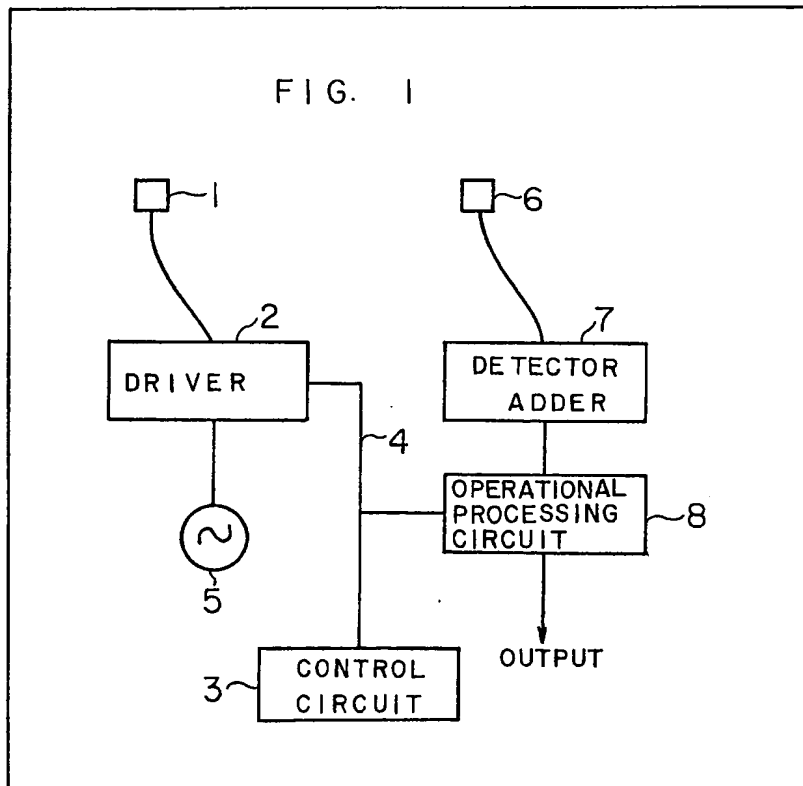 FIG. 1
1
6
2
7
DRIVER
DETECTOR
ADDER
4
OPERATIONAL
PROCESSING
CIRCUIT
8
5
OUTPUT
3
CONTROL
CIRCUIT